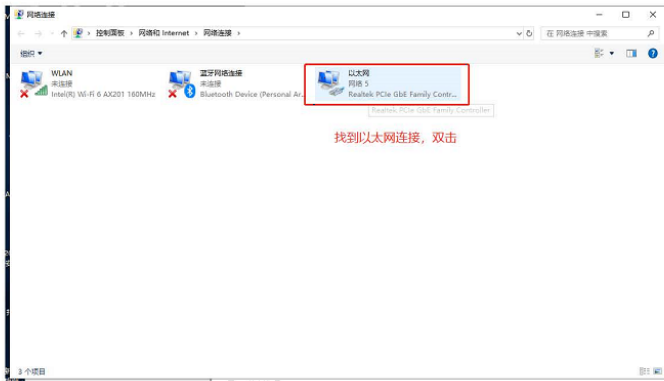 网络连接
控制面板 › 网络和 Internet › 网络连接 ›
在 网络连接 中搜索
组织
WLAN
未连接
Intel(R) Wi-Fi 6 AX201 160MHz
蓝牙网络连接
未连接
Bluetooth Device (Personal Ar...
以太网
网络 5
Realtek PCIe GbE Family Contr...
Realtek PCIe GbE Family Controller
找到以太网连接，双击
3 个项目